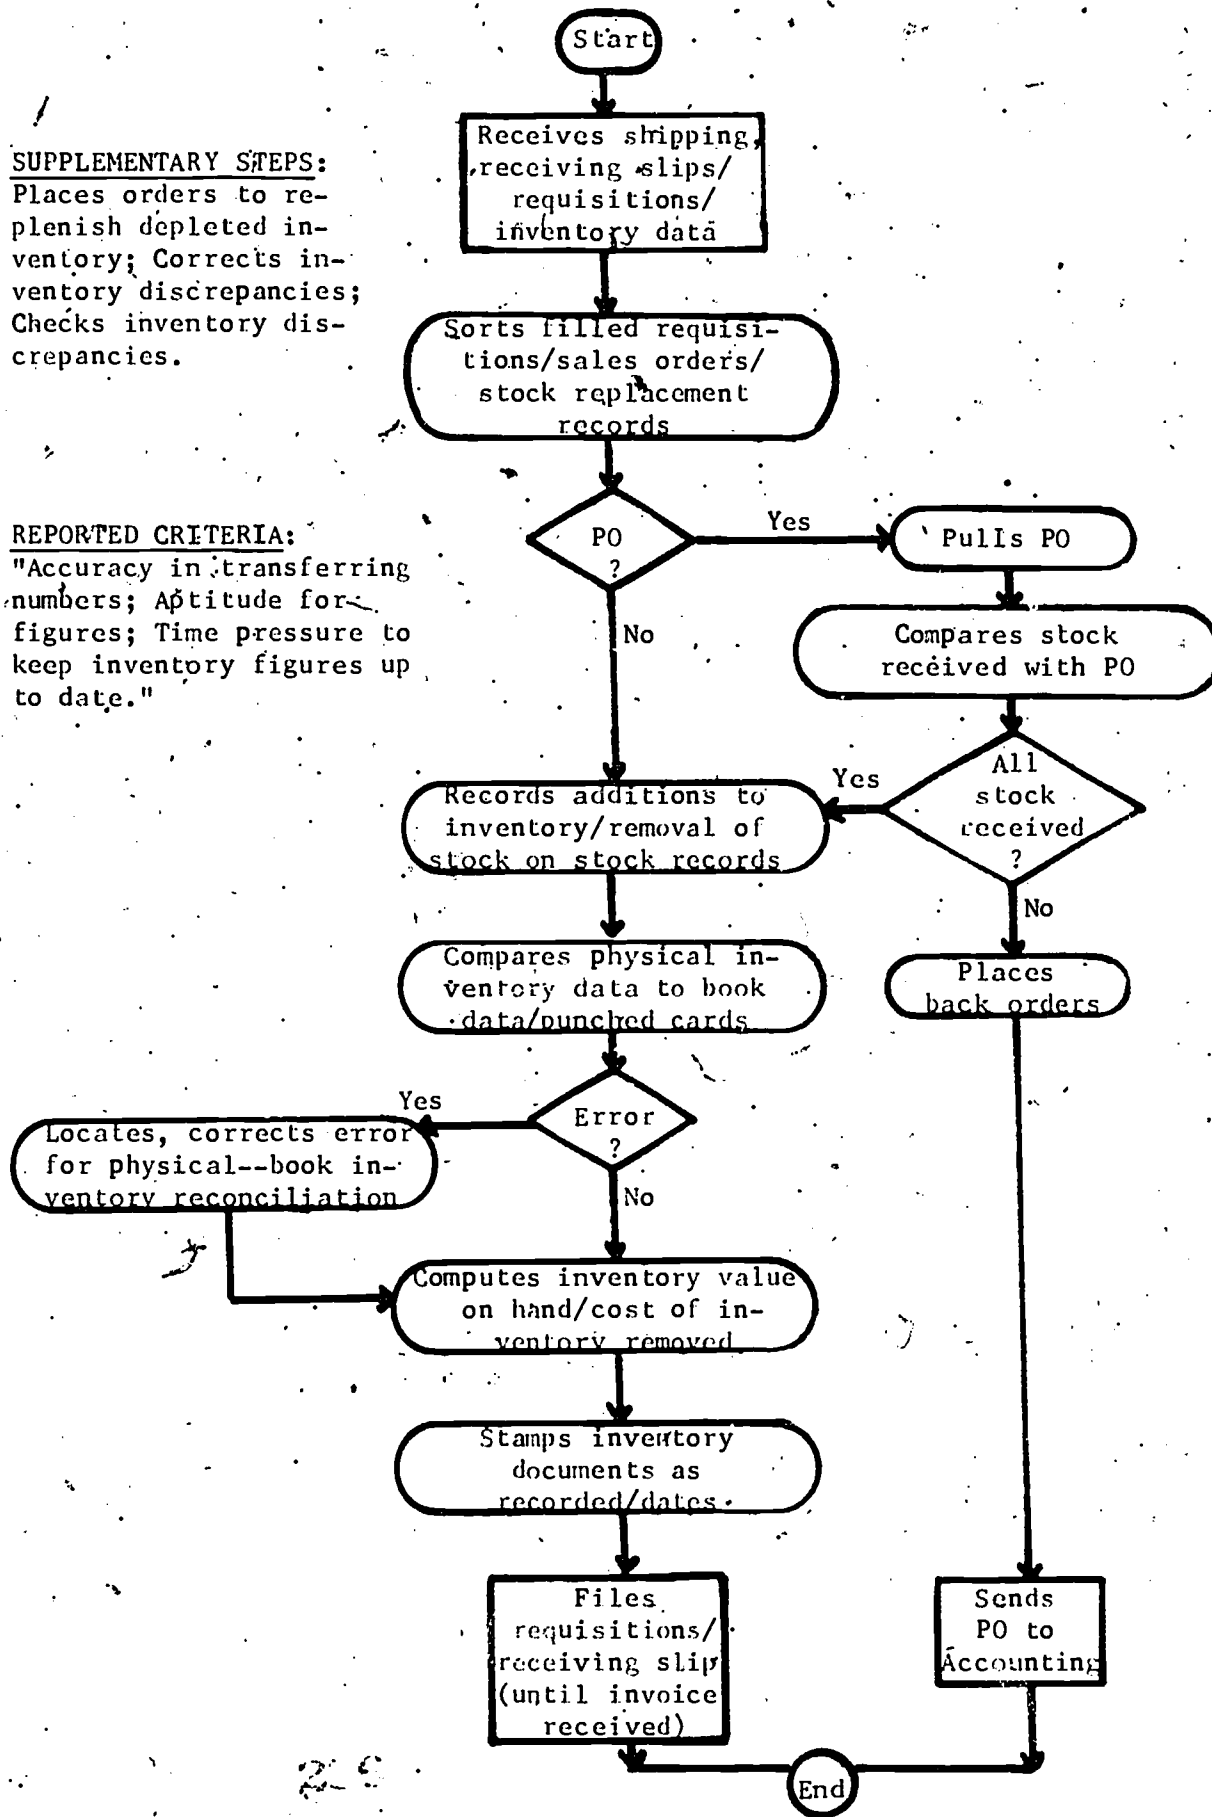 Start
Receives shipping,
receiving slips/
requisitions/
inventory data
SUPPLEMENTARY STEPS:
Places orders to re-
plenish depleted in-
ventory; Corrects in-
ventory discrepancies;
Checks inventory dis-
crepancies.
Sorts filled requisi-
tions/sales orders/
stock replacement
records
REPORTED CRITERIA:
"Accuracy in transferring
numbers; Aptitude for
figures; Time pressure to
keep inventory figures up
to date."
PO
?
Yes
Pulls PO
No
Compares stock
received with PO
All
stock
received
?
Yes
Records additions to
inventory/removal of
stock on stock records
No
Compares physical in-
ventory data to book
data/punched cards
Places
back orders
Error
?
Yes
Locates, corrects error
for physical--book in-
ventory reconciliation
No
Computes inventory value
on hand/cost of in-
ventory removed
Stamps inventory
documents as
recorded/dates
Files
requisitions/
receiving slip
(until invoice
received)
Sends
PO to
Accounting
End